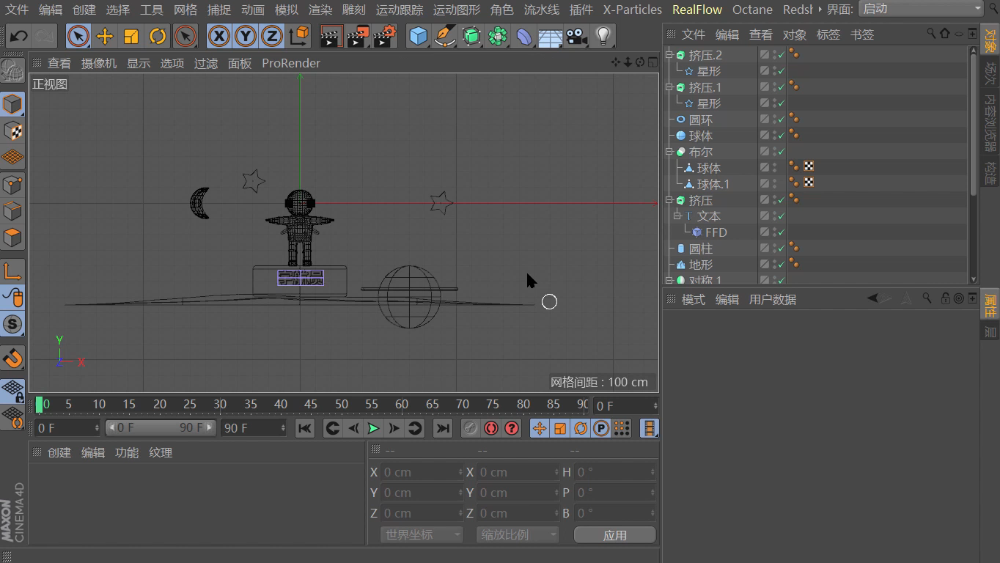 文件 编辑 创建 选择 工具 网格 捕捉 动画 模拟 渲染 雕刻 运动跟踪 运动图形 角色 流水线 插件 X-Particles RealFlow Octane Redsh 界面: 启动
X Y Z
文件 编辑 查看 对象 标签 书签
查看 摄像机 显示 选项 过滤 面板 ProRender
正视图
挤压.2
星形
挤压.1
星形
圆环
球体
布尔
球体
球体.1
挤压
文本
FFD
圆柱
地形
对称.1
对象
场次
内容浏览器
构造
宇航员
Y
Z X
网格间距 : 100 cm
模式 编辑 用户数据
属性
层
0 5 10 15 20 25 30 35 40 45 50 55 60 65 70 75 80 85 90 0 F
0 F 0 F 90 F 90 F
创建 编辑 功能 纹理
-- -- --
X 0 cm X 0 cm H 0 °
Y 0 cm Y 0 cm P 0 °
Z 0 cm Z 0 cm B 0 °
世界坐标 缩放比例 应用
MAXON
CINEMA 4D